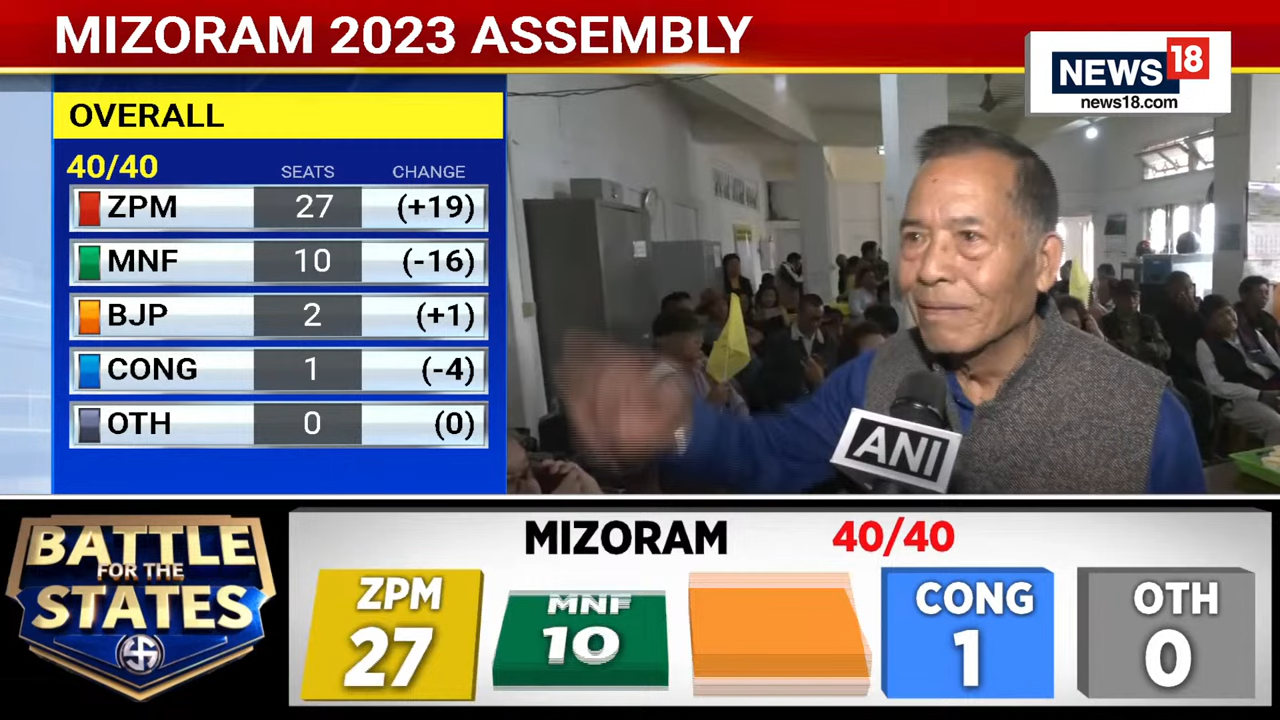 MIZORAM 2023 ASSEMBLY
NEWS 18
news18.com
OVERALL
40/40 SEATS CHANGE
ZPM 27 (+19)
MNF 10 (-16)
BJP 2 (+1)
CONG 1 (-4)
OTH 0 (0)
ANI
BATTLE
FOR THE
STATES
MIZORAM 40/40
ZPM MNF CONG OTH
27 10 1 0